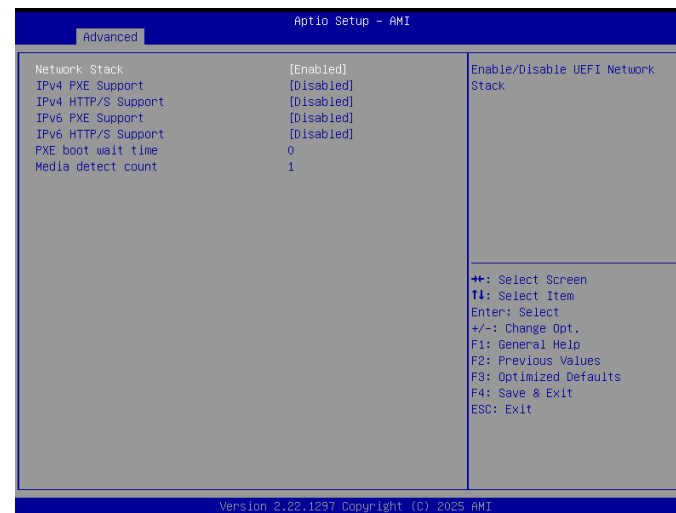 Aptio Setup – AMI
Advanced
Network Stack [Enabled]
IPv4 PXE Support [Disabled]
IPv4 HTTP/S Support [Disabled]
IPv6 PXE Support [Disabled]
IPv6 HTTP/S Support [Disabled]
PXE boot wait time 0
Media detect count 1
Enable/Disable UEFI Network
Stack
→←: Select Screen
↑↓: Select Item
Enter: Select
+/-: Change Opt.
F1: General Help
F2: Previous Values
F3: Optimized Defaults
F4: Save & Exit
ESC: Exit
Version 2.22.1297 Copyright (C) 2025 AMI